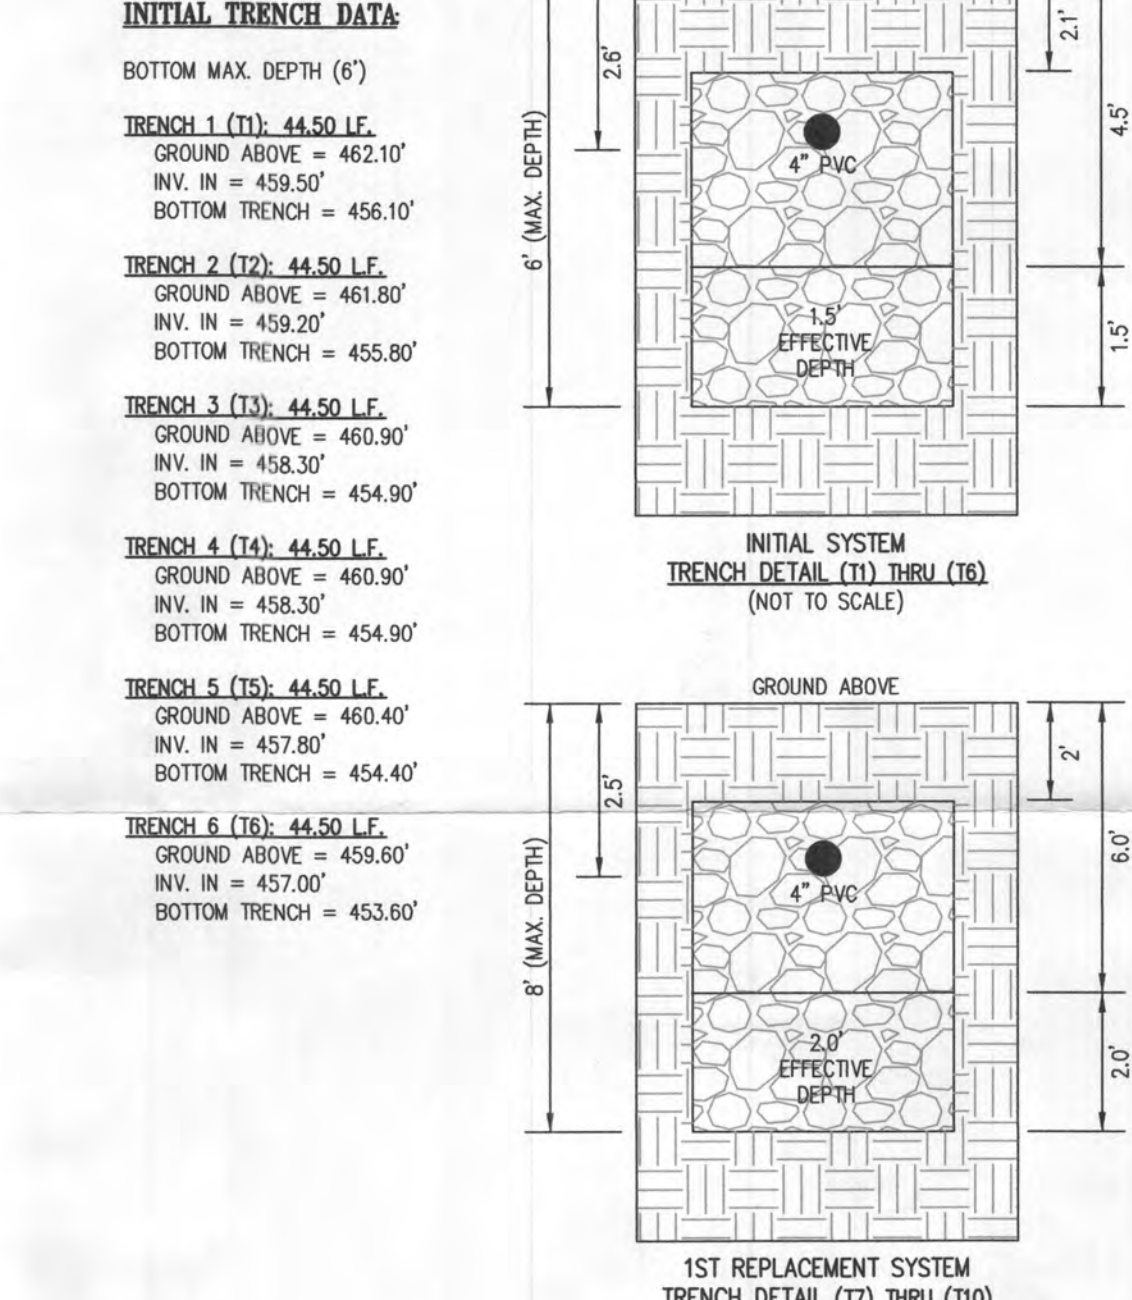 INITIAL TRENCH DATA:
BOTTOM MAX. DEPTH (6')
TRENCH 1 (T1): 44.50 LF.
GROUND ABOVE = 462.10'
INV. IN = 459.50'
BOTTOM TRENCH = 456.10'
TRENCH 2 (T2): 44.50 L.F.
GROUND ABOVE = 461.80'
INV. IN = 459.20'
BOTTOM TRENCH = 455.80'
TRENCH 3 (T3): 44.50 L.F.
GROUND ABOVE = 460.90'
INV. IN = 458.30'
BOTTOM TRENCH = 454.90'
TRENCH 4 (T4): 44.50 L.F.
GROUND ABOVE = 460.90'
INV. IN = 458.30'
BOTTOM TRENCH = 454.90'
TRENCH 5 (T5): 44.50 L.F.
GROUND ABOVE = 460.40'
INV. IN = 457.80'
BOTTOM TRENCH = 454.40'
TRENCH 6 (T6): 44.50 L.F.
GROUND ABOVE = 459.60'
INV. IN = 457.00'
BOTTOM TRENCH = 453.60'
6' (MAX. DEPTH)
2.6'
2.1'
4.5'
4" PVC
1.5'
EFFECTIVE
DEPTH
1.5'
INITIAL SYSTEM
TRENCH DETAIL (T1) THRU (T6)
(NOT TO SCALE)
GROUND ABOVE
8' (MAX. DEPTH)
2.5'
2'
6.0'
4" PVC
2.0'
EFFECTIVE
DEPTH
2.0'
1ST REPLACEMENT SYSTEM
TRENCH DETAIL (T7) THRU (T10)